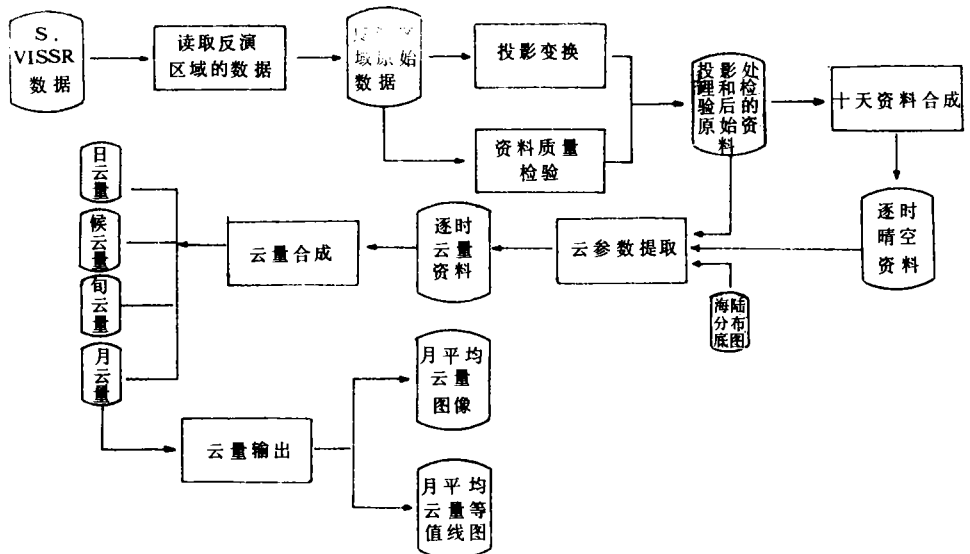 S.
VISSR
数据
读取反演
区域的数据
域原始
数据
投影变换
资料质量
检验
投影处
理和检
验后的
原始资
料
十天资料合成
逐时
晴空
资料
海陆
分布
底图
云参数提取
逐时
云量
资料
云量合成
日云量
候云量
旬云量
月云量
云量输出
月平均
云量
图像
月平均
云量等
值线图